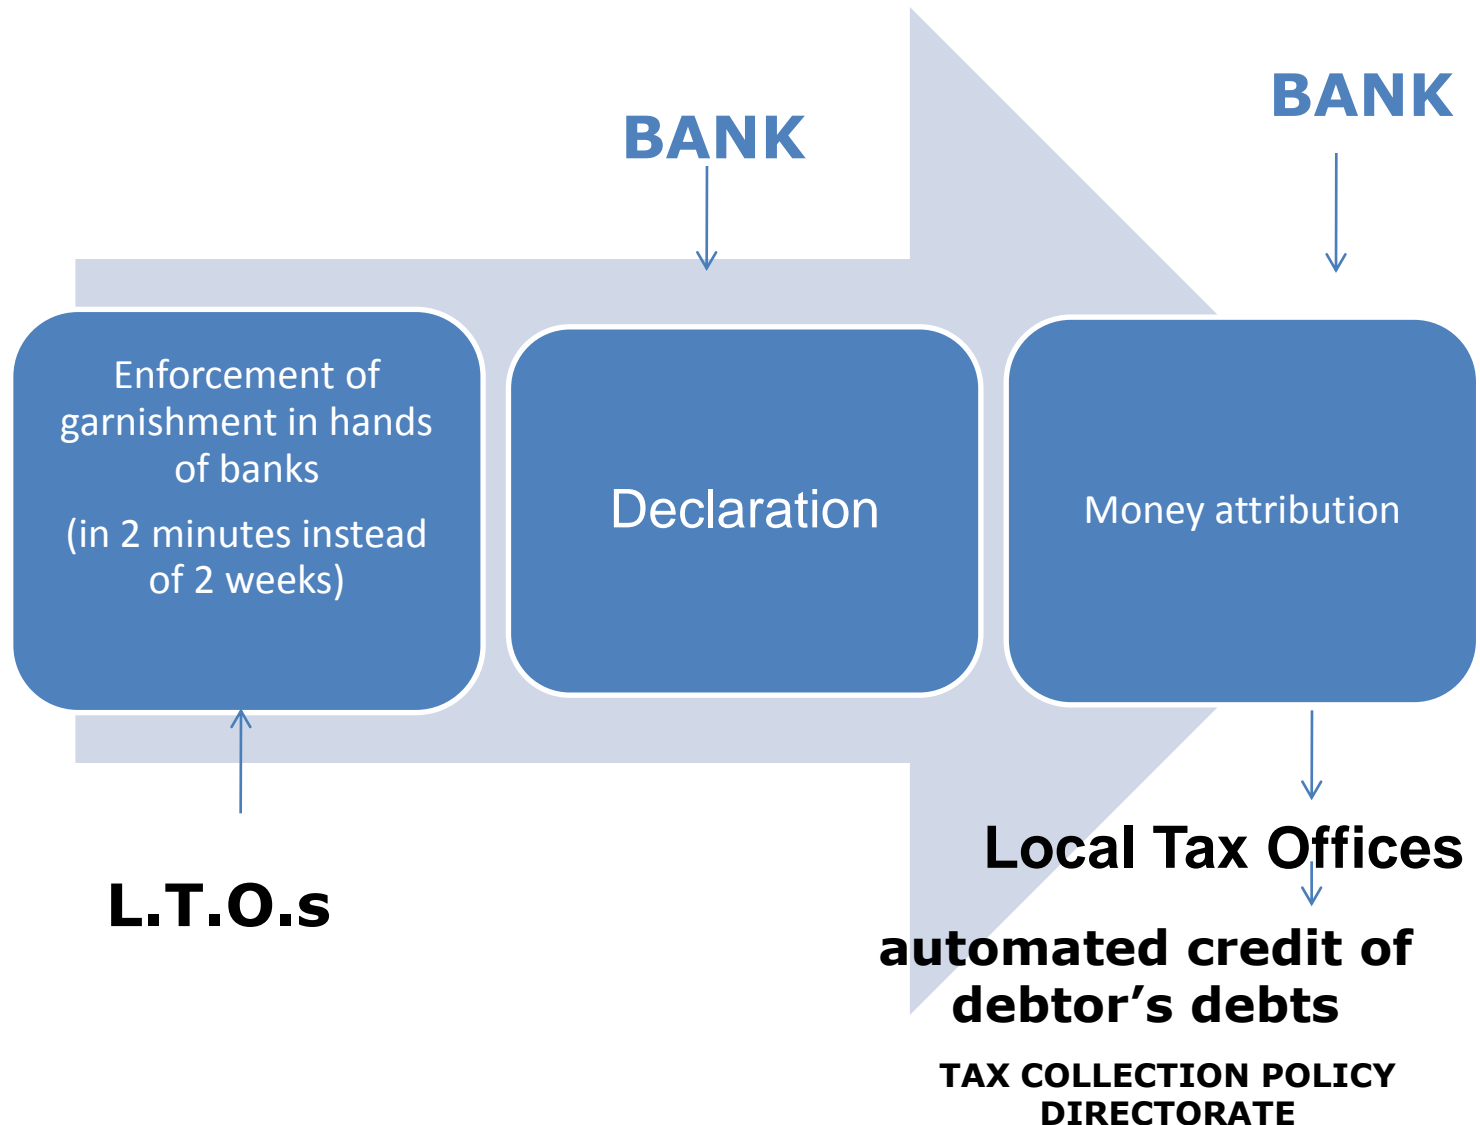 BANK
BANK
Enforcement of
garnishment in hands
of banks
(in 2 minutes instead
of 2 weeks)
Declaration
Money attribution
L.T.O.s
Local Tax Offices
automated credit of
debtor’s debts
TAX COLLECTION POLICY
DIRECTORATE